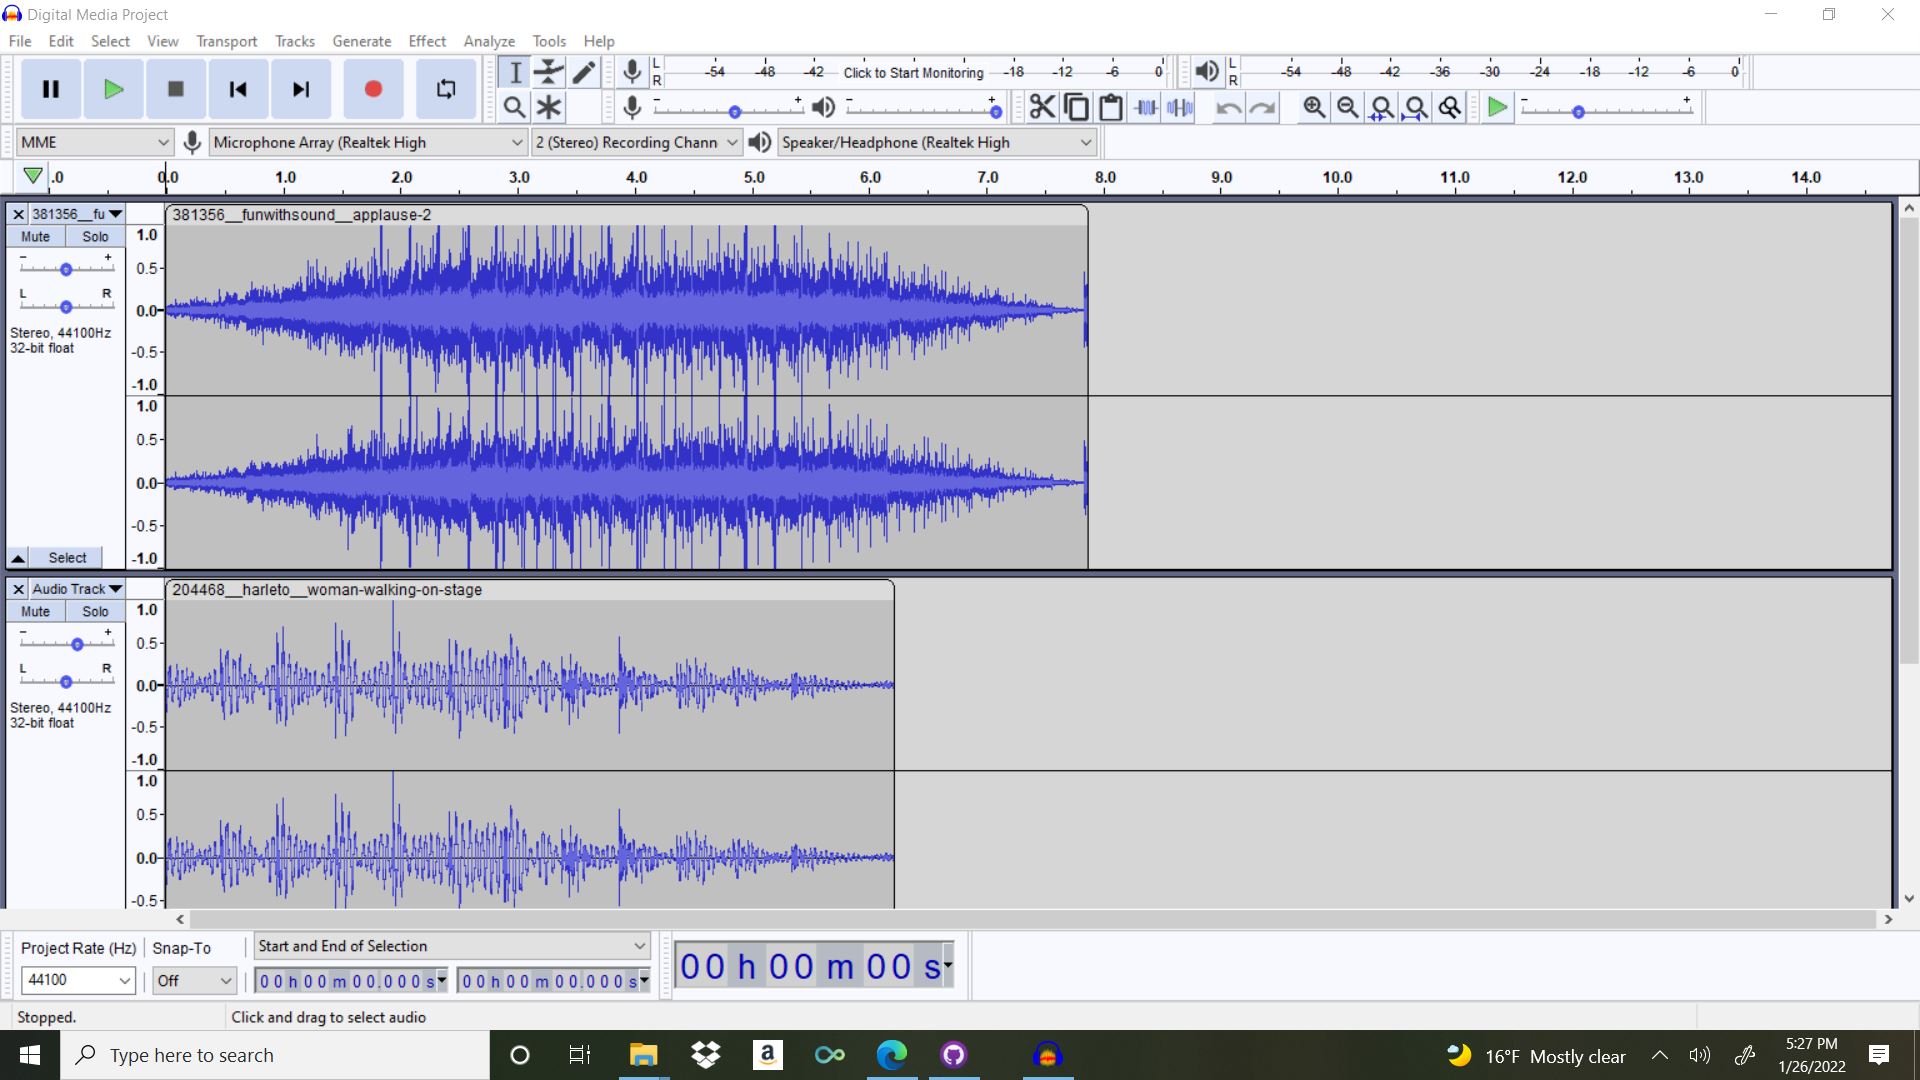 Digital Media Project
File Edit Select View Transport Tracks Generate Effect Analyze Tools Help
L R -54 -48 -42 Click to Start Monitoring -18 -12 -6 0
L R -54 -48 -42 -36 -30 -24 -18 -12 -6 0
- + - + - +
MME Microphone Array (Realtek High 2 (Stereo) Recording Chann Speaker/Headphone (Realtek High
.0 0.0 1.0 2.0 3.0 4.0 5.0 6.0 7.0 8.0 9.0 10.0 11.0 12.0 13.0 14.0
381356__fu 381356__funwithsound__applause-2
Mute Solo
- +
L R
Stereo, 44100Hz
32-bit float
Select
1.0
0.5
0.0
-0.5
-1.0
1.0
0.5
0.0
-0.5
-1.0
Audio Track 204468__harleto__woman-walking-on-stage
Mute Solo
- +
L R
Stereo, 44100Hz
32-bit float
1.0
0.5
0.0
-0.5
-1.0
1.0
0.5
0.0
-0.5
Project Rate (Hz) Snap-To Start and End of Selection
44100 Off 00 h 00 m 00.000 s 00 h 00 m 00.000 s 00 h 00 m 00 s
Stopped. Click and drag to select audio
Type here to search
a
16°F Mostly clear
5:27 PM
1/26/2022